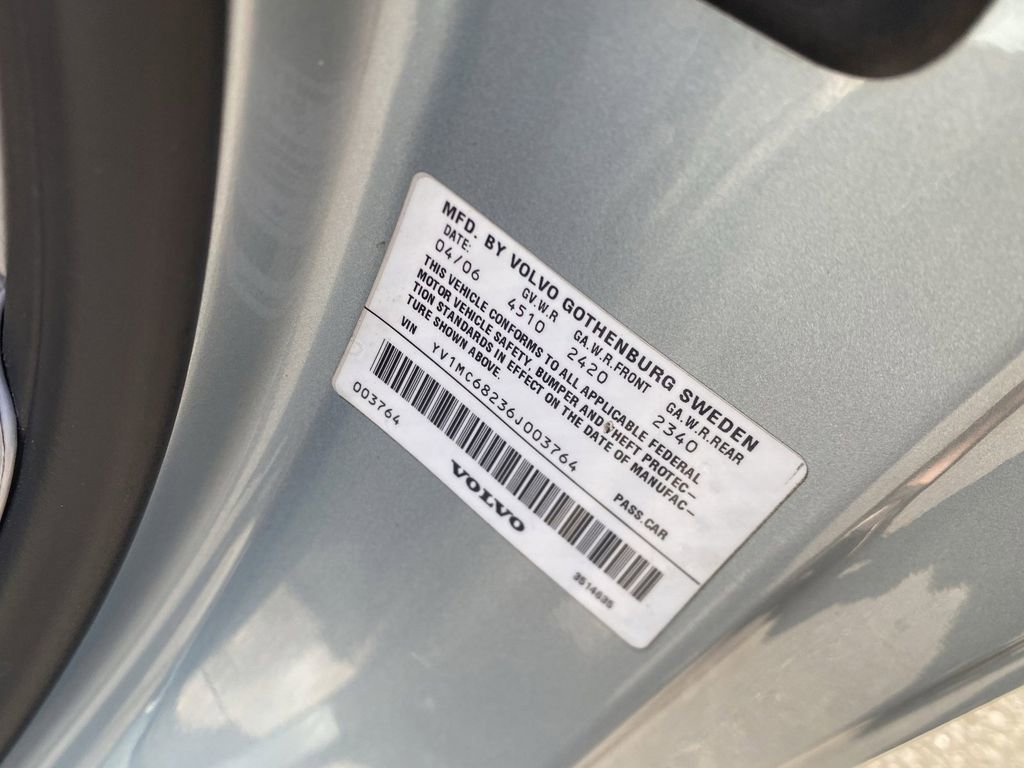 MFD. BY VOLVO GOTHENBURG SWEDEN
DATE: GV.W.R GA.W.R.FRONT GA.W.R.REAR
04/06 4510 2420 2340
THIS VEHICLE CONFORMS TO ALL APPLICABLE FEDERAL
MOTOR VEHICLE SAFETY, BUMPER AND THEFT PROTEC–
TION STANDARDS IN EFFECT ON THE DATE OF MANUFAC–
TURE SHOWN ABOVE.
VIN YV1MC68236J003764 PASS.CAR
003764 VOLVO 3514635